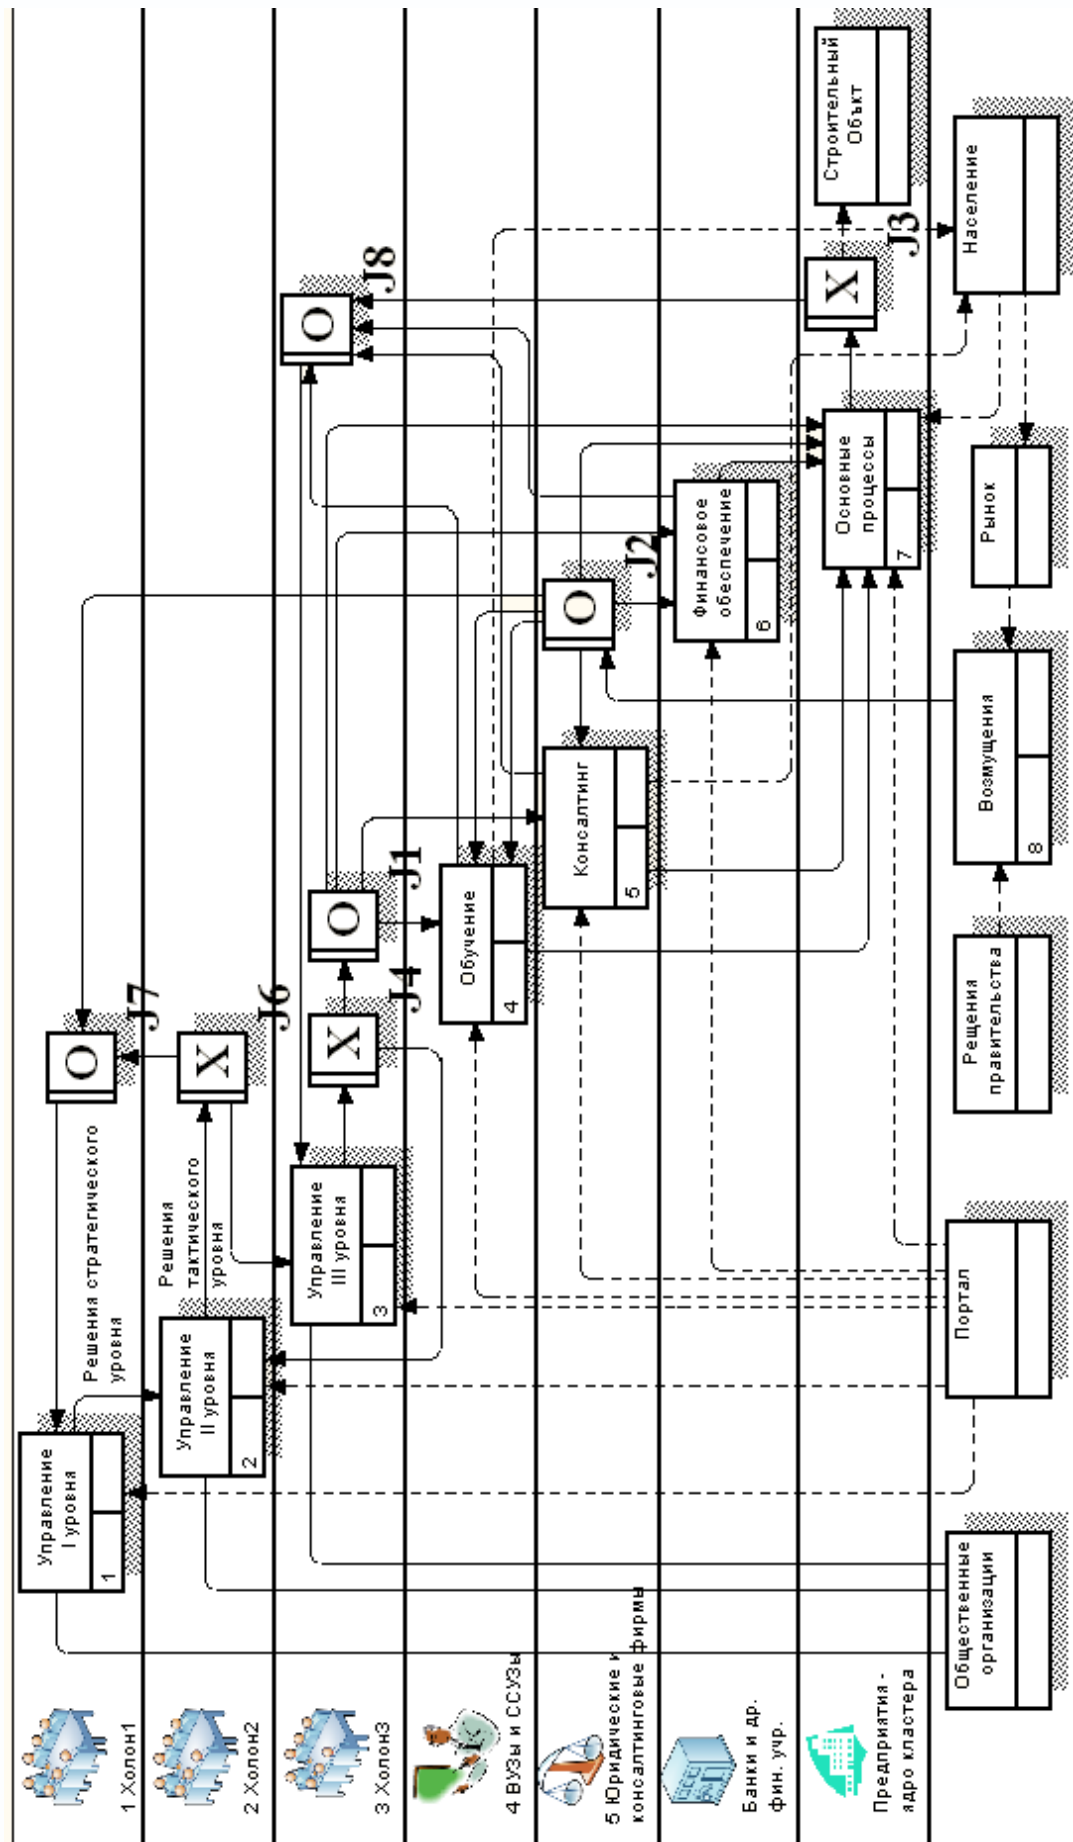 1 Холон1
Управление
I уровня
1
Решения стратегического
уровня
O
J7
2 Холон2
Управление
II уровня
2
Решения
тактического
уровня
X
J6
3 Холон3
Управление
III уровня
3
X
J4
O
J1
O
J8
4 ВУЗы и ССУЗы
Обучение
4
5 Юридические и
консалтинговые фирмы
Консалтинг
5
O
J2
Банки и др.
фин. учр.
Финансовое
обеспечение
6
Предприятия -
ядро кластера
Основные
процессы
7
X
J3
Строительный
Объкт
Общественные
организации
Портал
Рещения
правительства
Возмущения
8
Рынок
Население